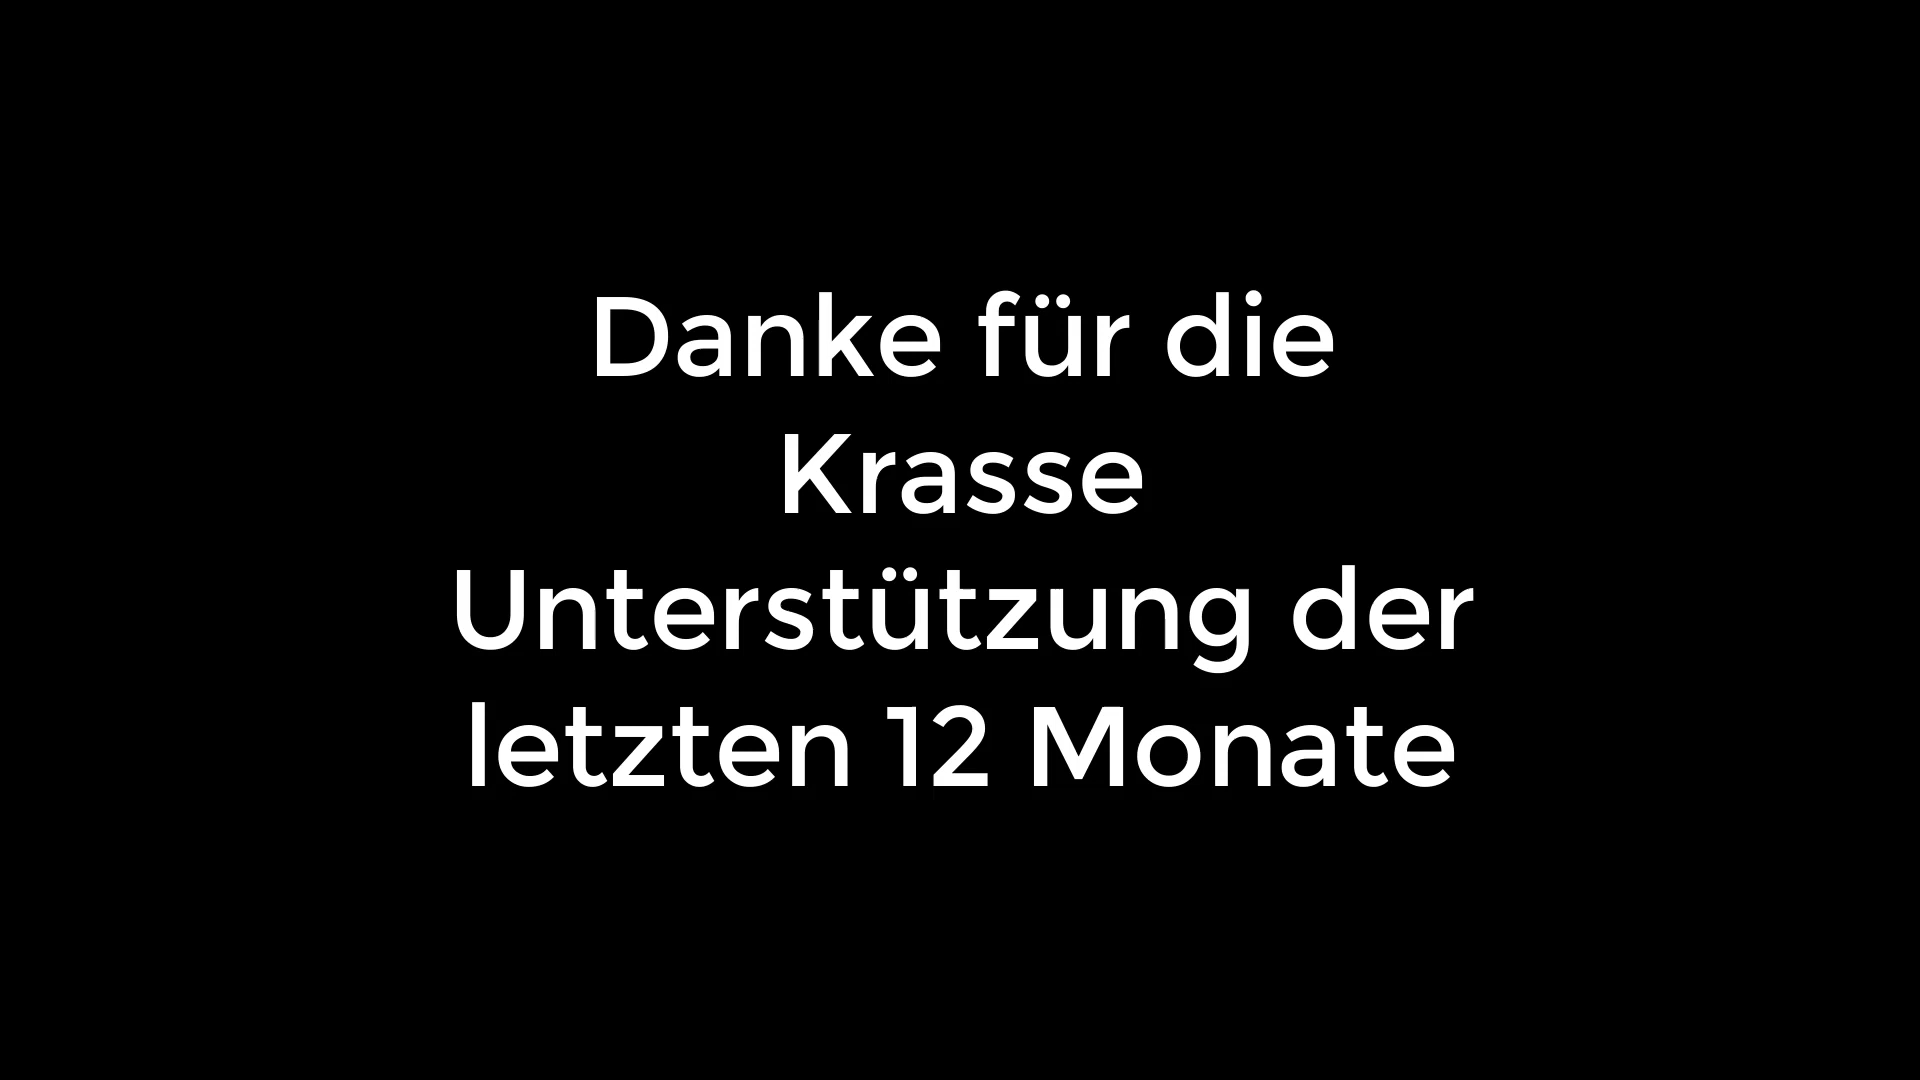 Danke für die
Krasse
Unterstützung der
letzten 12 Monate